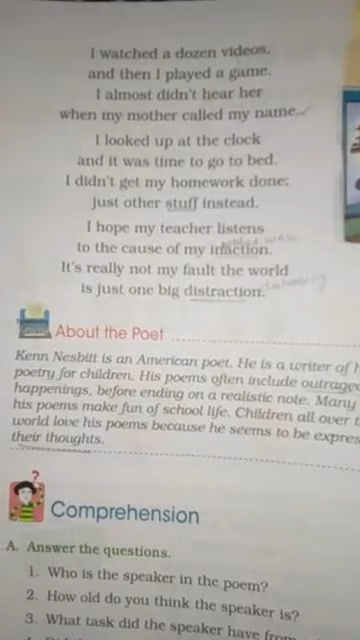 I watched a dozen videos,
and then I played a game.
I almost didn't hear her
when my mother called my name.
I looked up at the clock
and it was time to go to bed.
I didn't get my homework done;
just other stuff instead.
I hope my teacher listens
to the cause of my infraction.
It's really not my fault the world
is just one big distraction.
About the Poet
Kenn Nesbitt is an American poet. He is a writer of
poetry for children. His poems often include
happenings, before ending on a realistic note. Many
his poems make fun of school life. Children all over
world love his poems because he seems to be
their thoughts.
?
Comprehension
A. Answer the questions.
1. Who is the speaker in the poem?
2. How old do you think the speaker is?
3. What task did the speaker have from